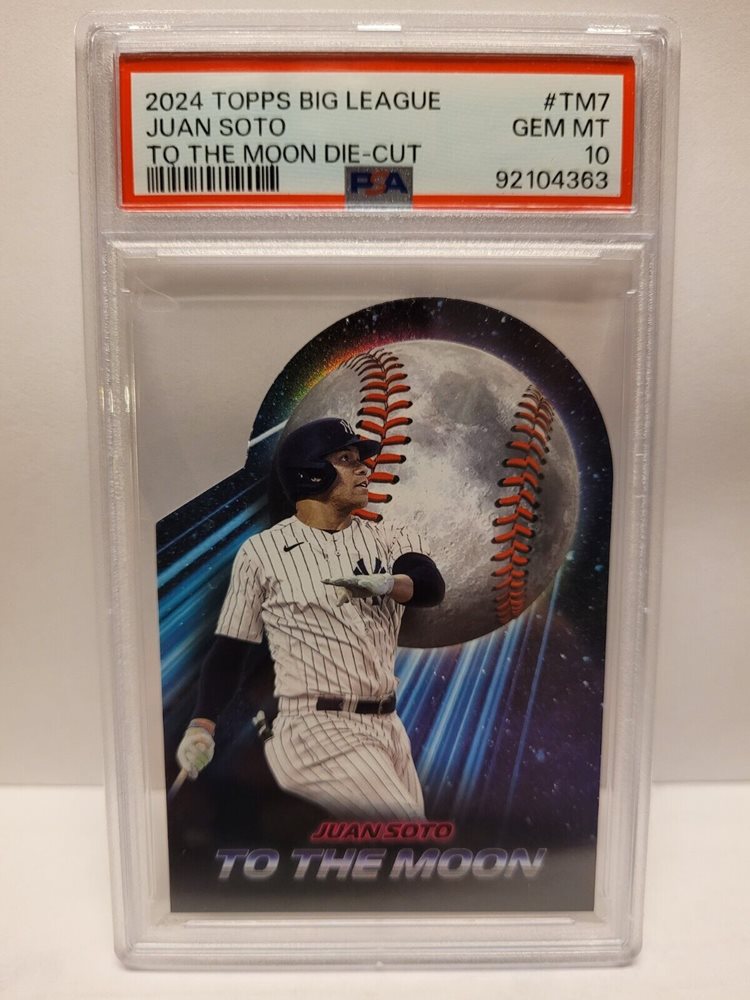 2024 TOPPS BIG LEAGUE #TM7
JUAN SOTO GEM MT
TO THE MOON DIE-CUT 10
PSA 92104363
JUAN SOTO
TO THE MOON